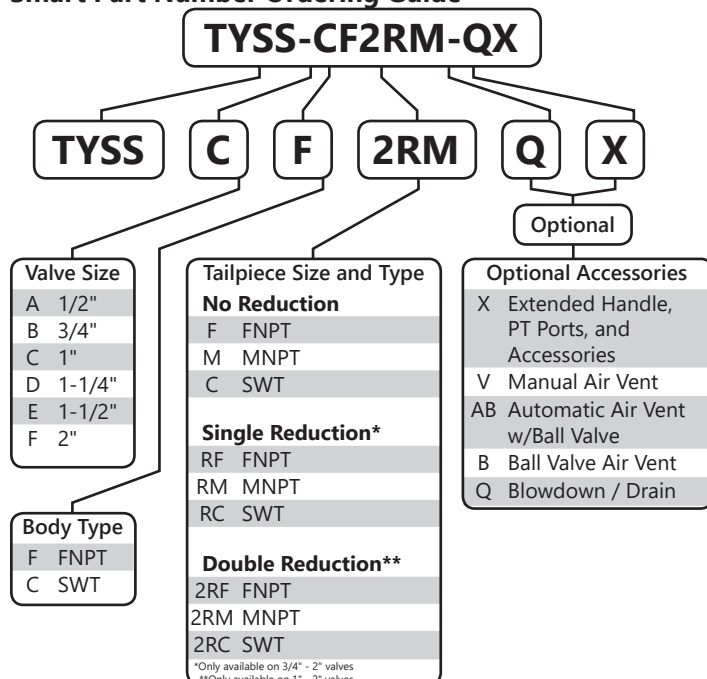 Smart Part Number Ordering Guide
TYSS-CF2RM-QX
TYSS C F 2RM Q X
Optional
Valve Size
A 1/2"
B 3/4"
C 1"
D 1-1/4"
E 1-1/2"
F 2"
Body Type
F FNPT
C SWT
Tailpiece Size and Type
No Reduction
F FNPT
M MNPT
C SWT
Single Reduction*
RF FNPT
RM MNPT
RC SWT
Double Reduction**
2RF FNPT
2RM MNPT
2RC SWT
*Only available on 3/4" - 2" valves
**Only available on 1" - 2" valves
Optional Accessories
X Extended Handle,
PT Ports, and
Accessories
V Manual Air Vent
AB Automatic Air Vent
w/Ball Valve
B Ball Valve Air Vent
Q Blowdown / Drain